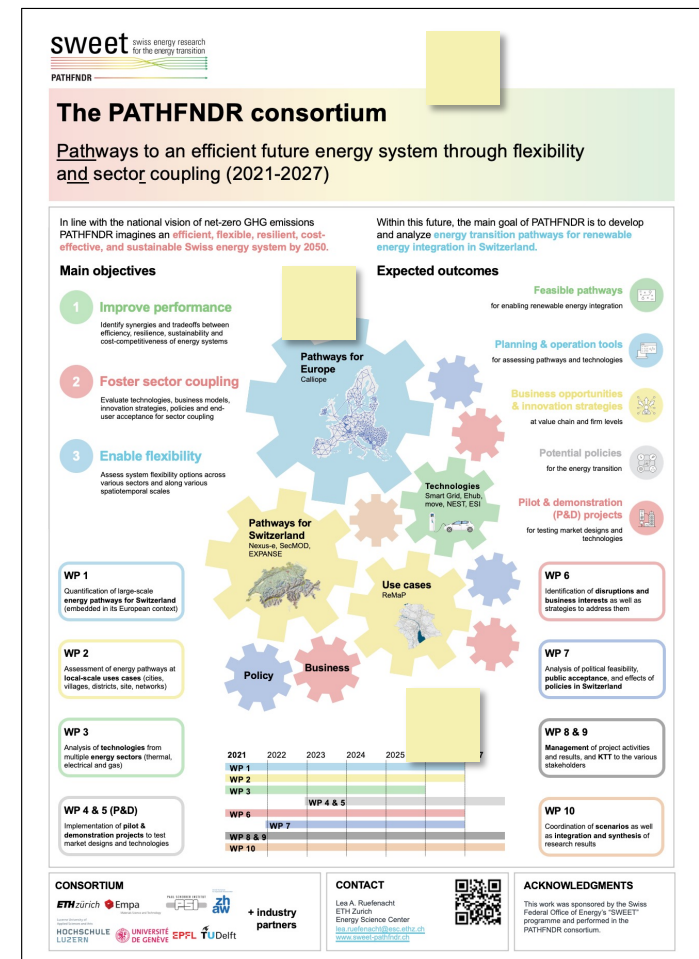 sweet swiss energy research
for the energy transition
PATHFNDR
The PATHFNDR consortium
Pathways to an efficient future energy system through flexibility
and sector coupling (2021-2027)
In line with the national vision of net-zero GHG emissions
PATHFNDR imagines an efficient, flexible, resilient, cost-
effective, and sustainable Swiss energy system by 2050.
Within this future, the main goal of PATHFNDR is to develop
and analyze energy transition pathways for renewable
energy integration in Switzerland.
Main objectives
1
Improve performance
Identify synergies and tradeoffs between
efficiency, resilience, sustainability and
cost-competitiveness of energy systems
2
Foster sector coupling
Evaluate technologies, business models,
innovation strategies, policies and end-
user acceptance for sector coupling
3
Enable flexibility
Assess system flexibility options across
various sectors and along various
spatiotemporal scales
Expected outcomes
Feasible pathways
for enabling renewable energy integration
Planning & operation tools
for assessing pathways and technologies
Business opportunities
& innovation strategies
at value chain and firm levels
Potential policies
for the energy transition
Pilot & demonstration
(P&D) projects
for testing market designs and
technologies
Pathways for
Europe
Calliope
Technologies
Smart Grid, Ehub,
move, NEST, ESI
Pathways for
Switzerland
Nexus-e, SecMOD,
EXPANSE
Use cases
ReMaP
Policy
Business
WP 1
Quantification of large-scale
energy pathways for Switzerland
(embedded in its European context)
WP 2
Assessment of energy pathways at
local-scale uses cases (cities,
villages, districts, site, networks)
WP 3
Analysis of technologies from
multiple energy sectors (thermal,
electrical and gas)
WP 4 & 5 (P&D)
Implementation of pilot &
demonstration projects to test
market designs and technologies
WP 6
Identification of disruptions and
business interests as well as
strategies to address them
WP 7
Analysis of political feasibility,
public acceptance, and effects of
policies in Switzerland
WP 8 & 9
Management of project activities
and results, and KTT to the various
stakeholders
WP 10
Coordination of scenarios as well
as integration and synthesis of
research results
2021 2022 2023 2024 2025
WP 1
WP 2
WP 3
WP 4 & 5
WP 6
WP 7
WP 8 & 9
WP 10
CONSORTIUM
ETH zürich Empa PAUL SCHERRER INSTITUT PSI zh aw
HOCHSCHULE LUZERN UNIVERSITÉ DE GENÈVE EPFL TUDelft
+ industry
partners
CONTACT
Lea A. Ruefenacht
ETH Zurich
Energy Science Center
lea.ruefenacht@esc.ethz.ch
www.sweet-pathfndr.ch
ACKNOWLEDGMENTS
This work was sponsored by the Swiss
Federal Office of Energy's "SWEET"
programme and performed in the
PATHFNDR consortium.